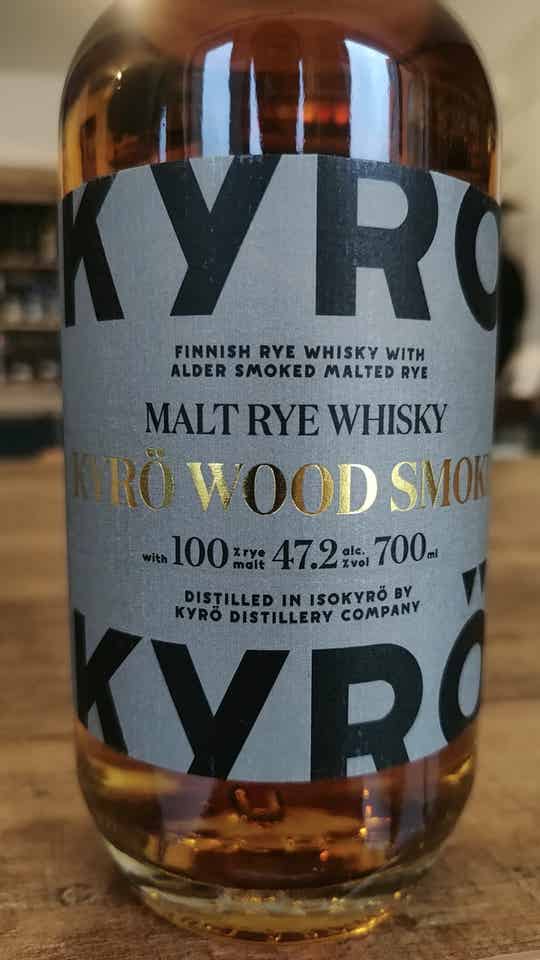 KYRÖ
FINNISH RYE WHISKY WITH
ALDER SMOKED MALTED RYE
MALT RYE WHISKY
KYRÖ WOOD SMOKE
with 100 % rye malt 47.2 alc. % vol 700 ml
DISTILLED IN ISOKYRÖ BY
KYRÖ DISTILLERY COMPANY
KYRÖ